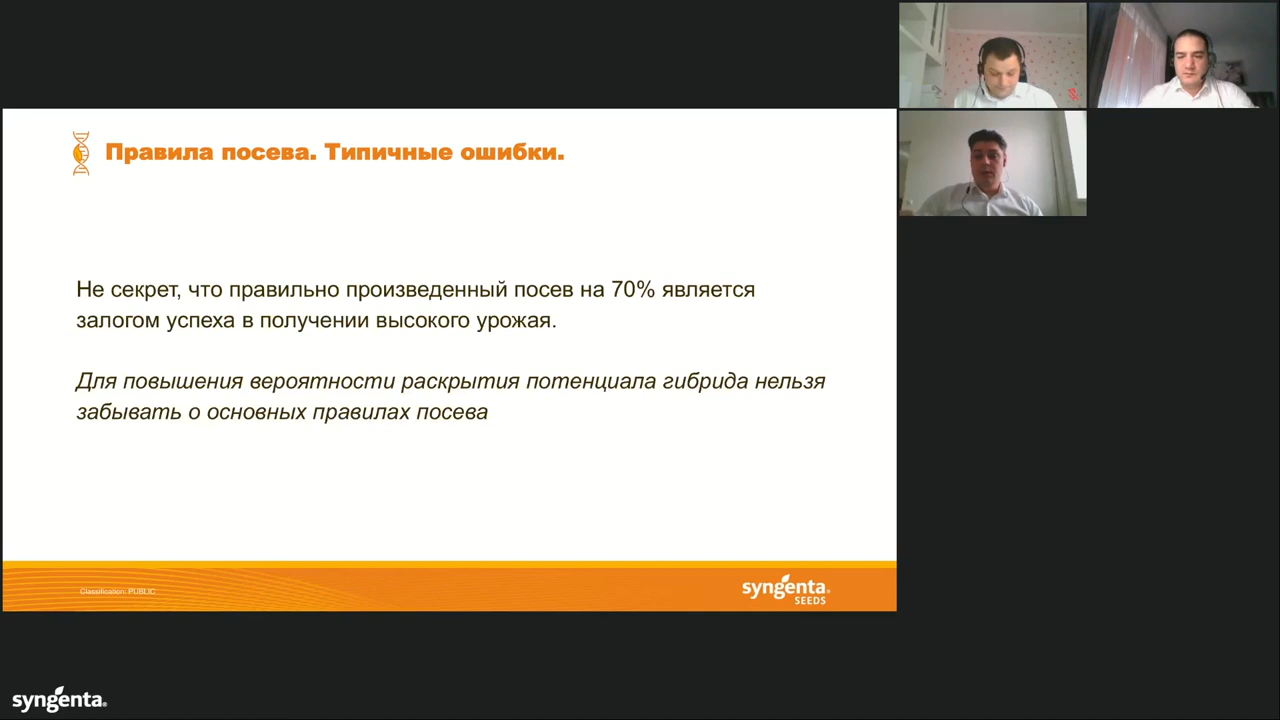 Правила посева. Типичные ошибки.
Не секрет, что правильно произведенный посев на 70% является
залогом успеха в получении высокого урожая.
Для повышения вероятности раскрытия потенциала гибрида нельзя
забывать о основных правилах посева
Classification: PUBLIC
syngenta.
SEEDS
syngenta.